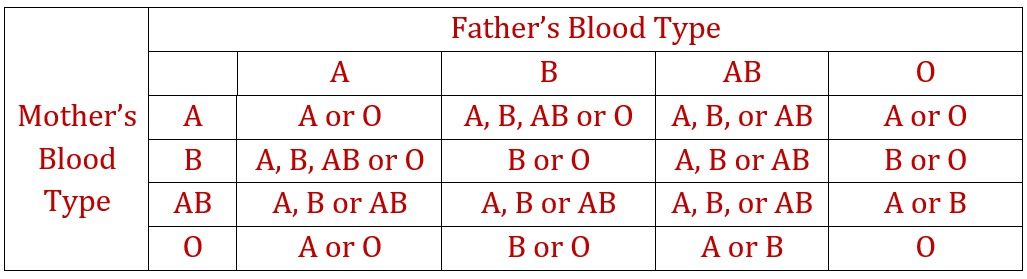 Father’s Blood Type
A B AB O
Mother’s Blood Type
A A or O A, B, AB or O A, B, or AB A or O
B A, B, AB or O B or O A, B or AB B or O
AB A, B or AB A, B or AB A, B, or AB A or B
O A or O B or O A or B O